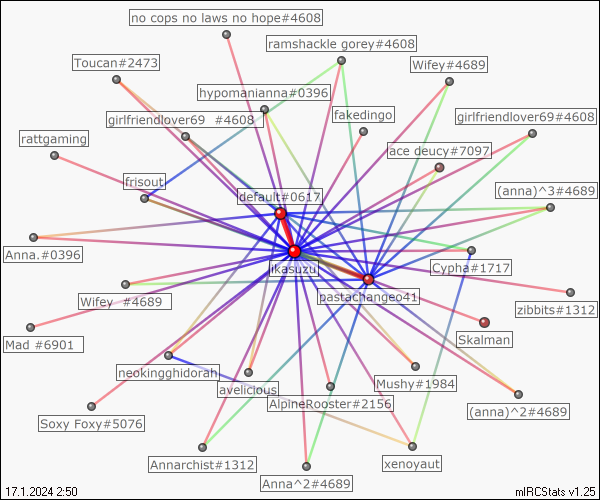 no cops no laws no hope#4608
ramshackle gorey#4608
Toucan#2473
Wifey#4689
hypomanianna#0396
girlfriendlover69 #4608
fakedingo
girlfriendlover69#4608
rattgaming
ace deucy#7097
frisout
default#0617
(anna)^3#4689
Anna.#0396
ikasuzu
Cypha#1717
pastachangeo41
Wifey #4689
zibbits#1312
Mad #6901
Skalman
neokingghidorah
avelicious
Mushy#1984
AlpineRooster#2156
(anna)^2#4689
Soxy Foxy#5076
Annarchist#1312
xenoyaut
Anna^2#4689
17.1.2024 2:50
mIRCStats v1.25